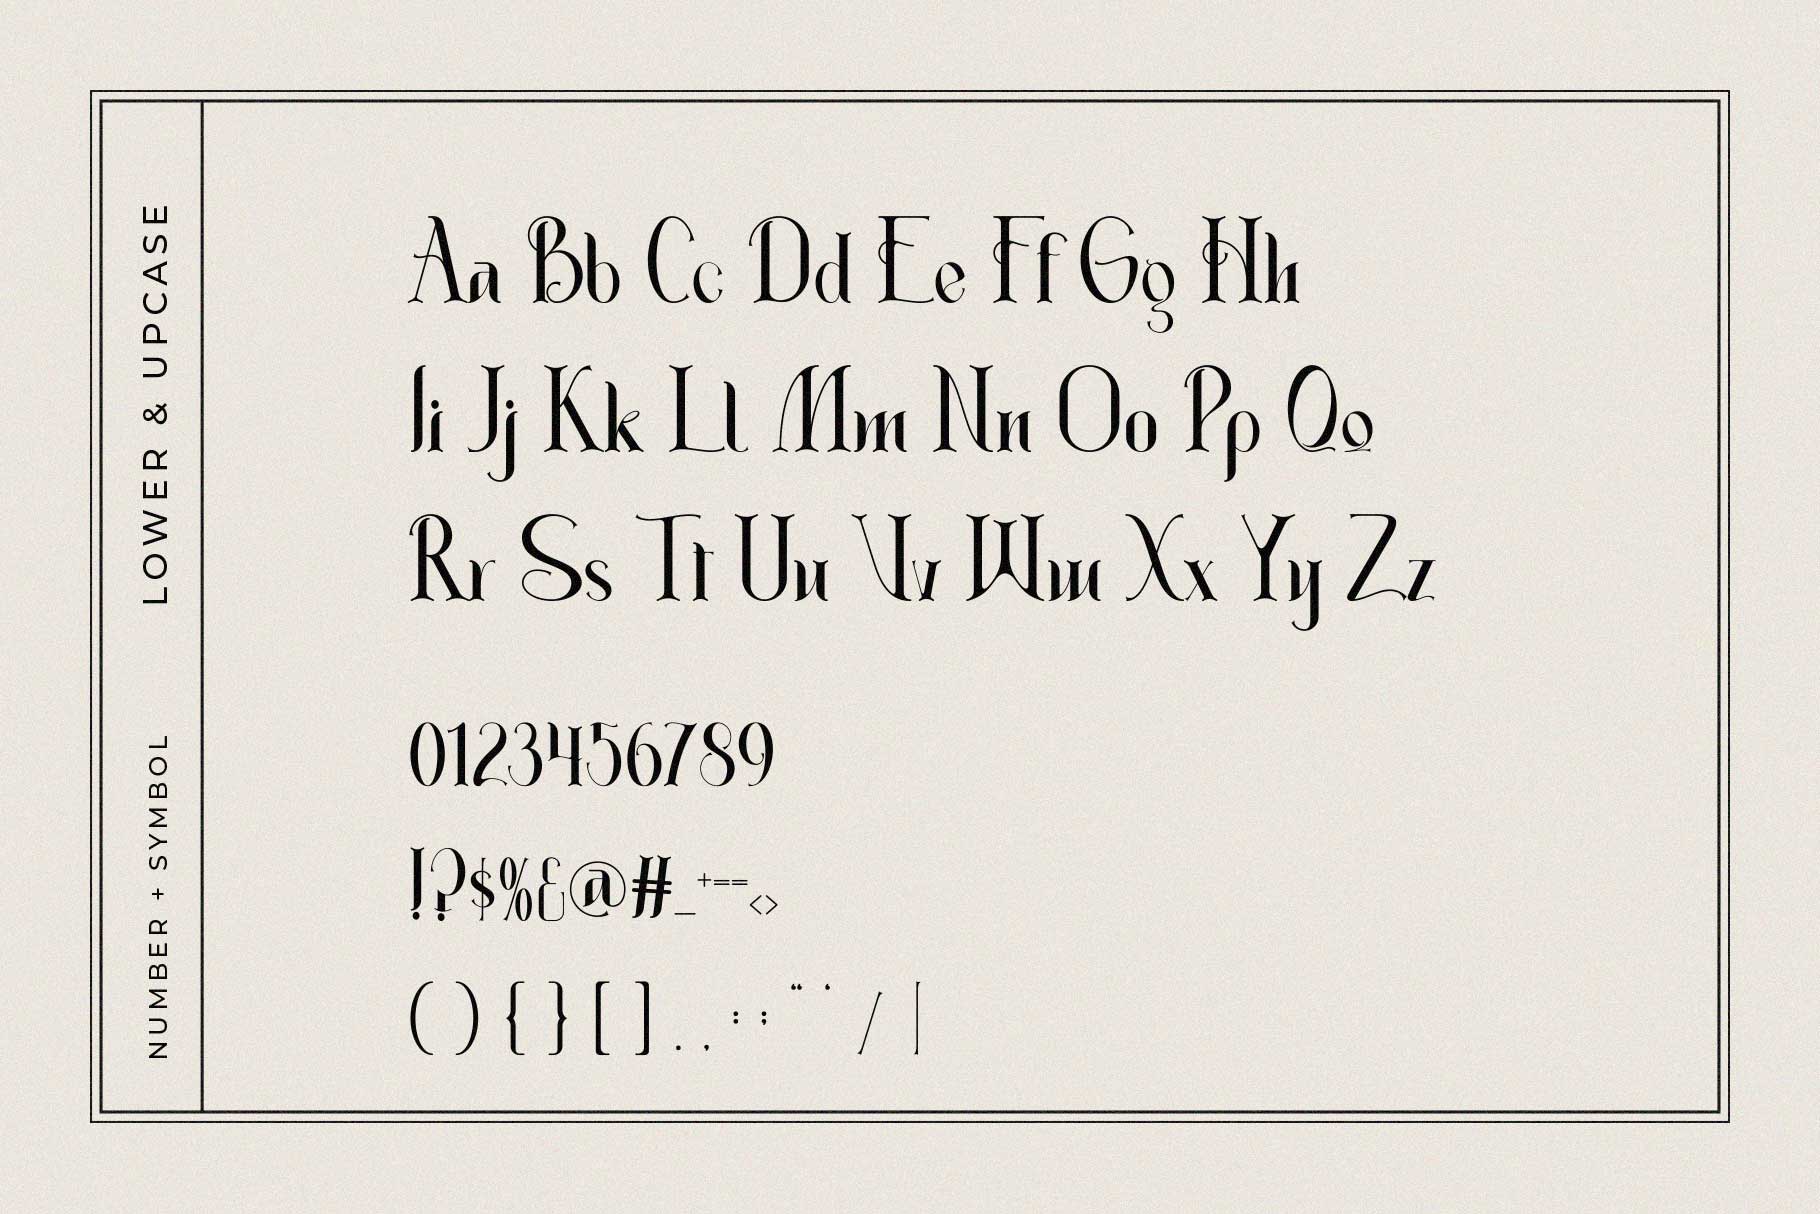 LOWER & UPCASE
Aa Bb Cc Dd Ee Ff Gg Hh
Ii Jj Kk Ll Mm Nn Oo Pp Qq
Rr Ss Tt Uu Vv Ww Xx Yy Zz
NUMBER + SYMBOL
0123456789
!?$%&@#_+==<>
( ) { } [ ] . , : ; “ ‘ / |